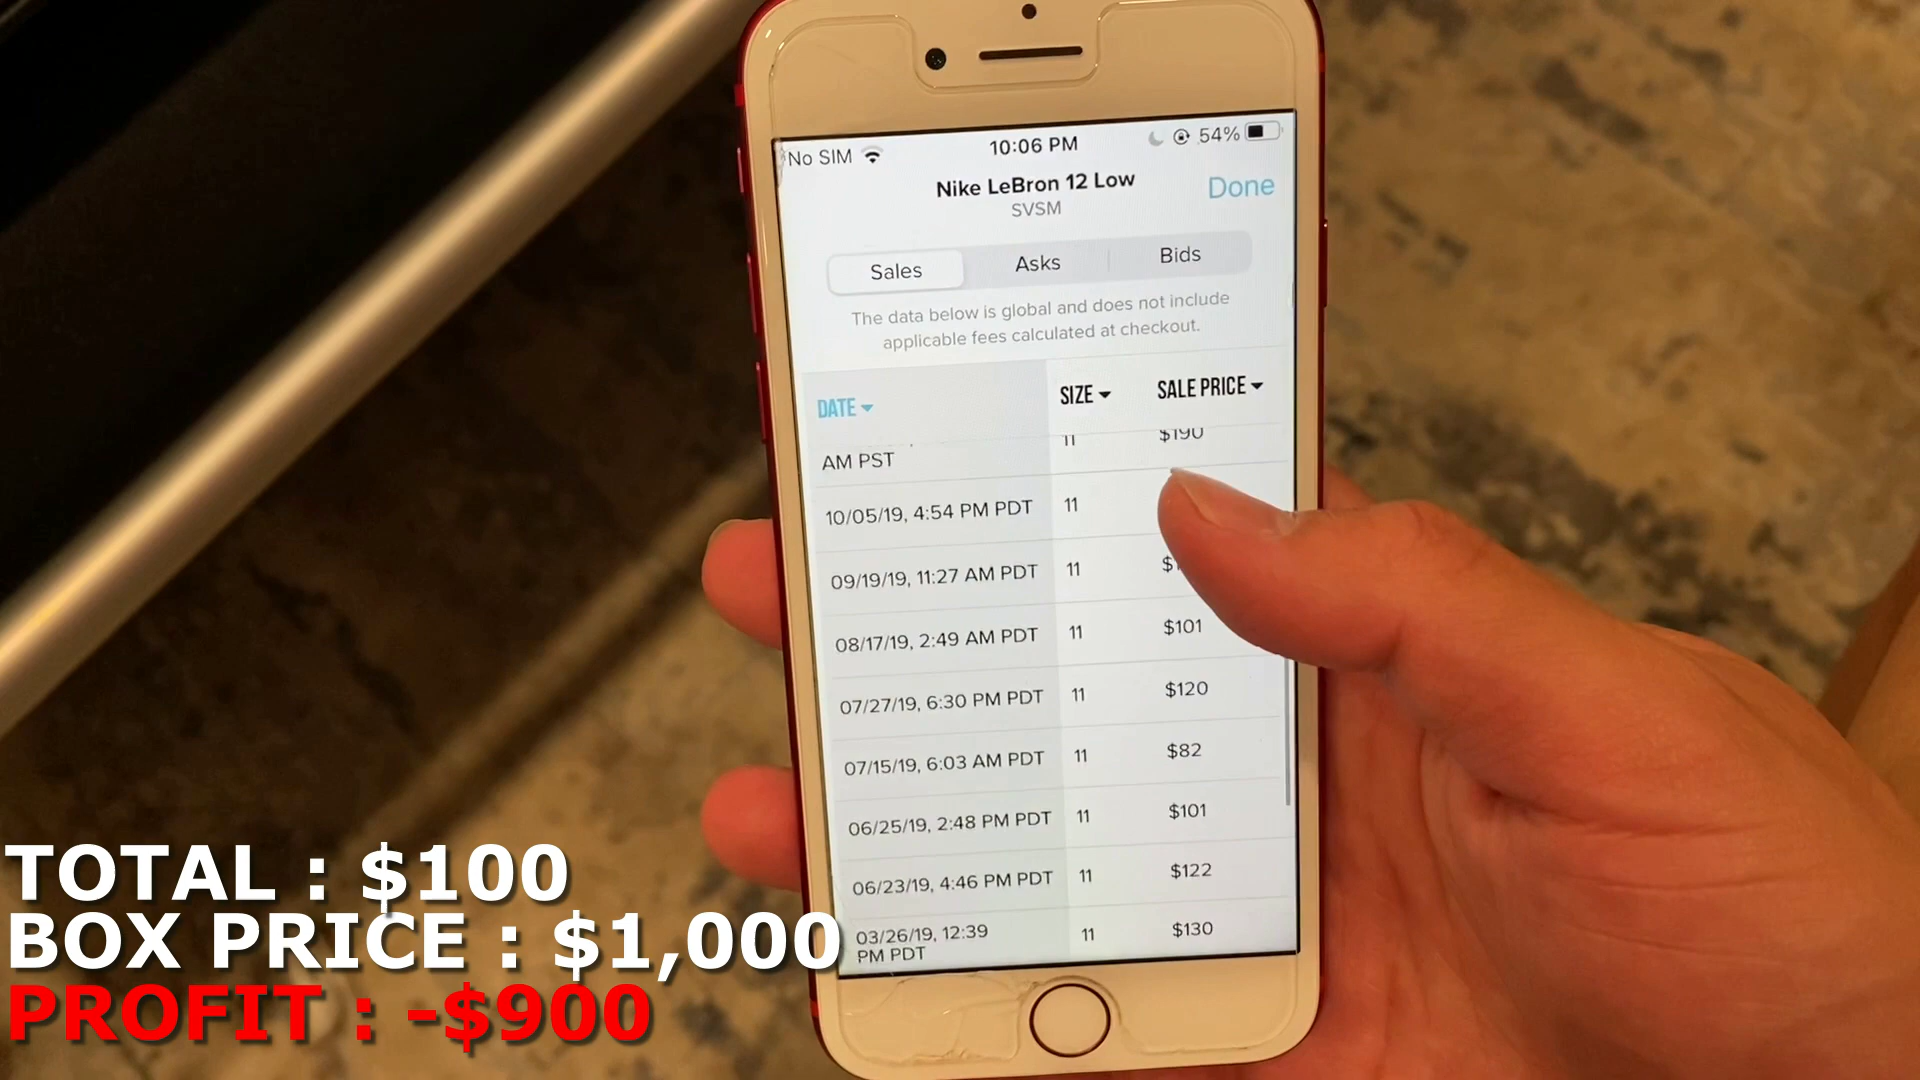 No SIM 10:06 PM 54%
Nike LeBron 12 Low
Done
SVSM
Sales Asks Bids
The data below is global and does not include
applicable fees calculated at checkout.
DATE SIZE SALE PRICE
11 $190
AM PST
10/05/19, 4:54 PM PDT 11
09/19/19, 11:27 AM PDT 11
08/17/19, 2:49 AM PDT 11 $101
07/27/19, 6:30 PM PDT 11 $120
07/15/19, 6:03 AM PDT 11 $82
06/25/19, 2:48 PM PDT 11 $101
06/23/19, 4:46 PM PDT 11 $122
03/26/19, 12:39 11 $130
PM PDT
TOTAL : $100
BOX PRICE : $1,000
PROFIT : -$900